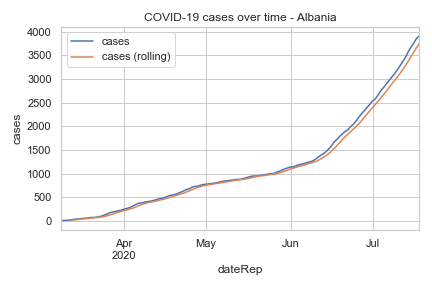 COVID-19 cases over time - Albania
cases
cases (rolling)
4000
3500
3000
2500
2000
1500
1000
500
0
cases
Apr
2020
May
Jun
Jul
dateRep